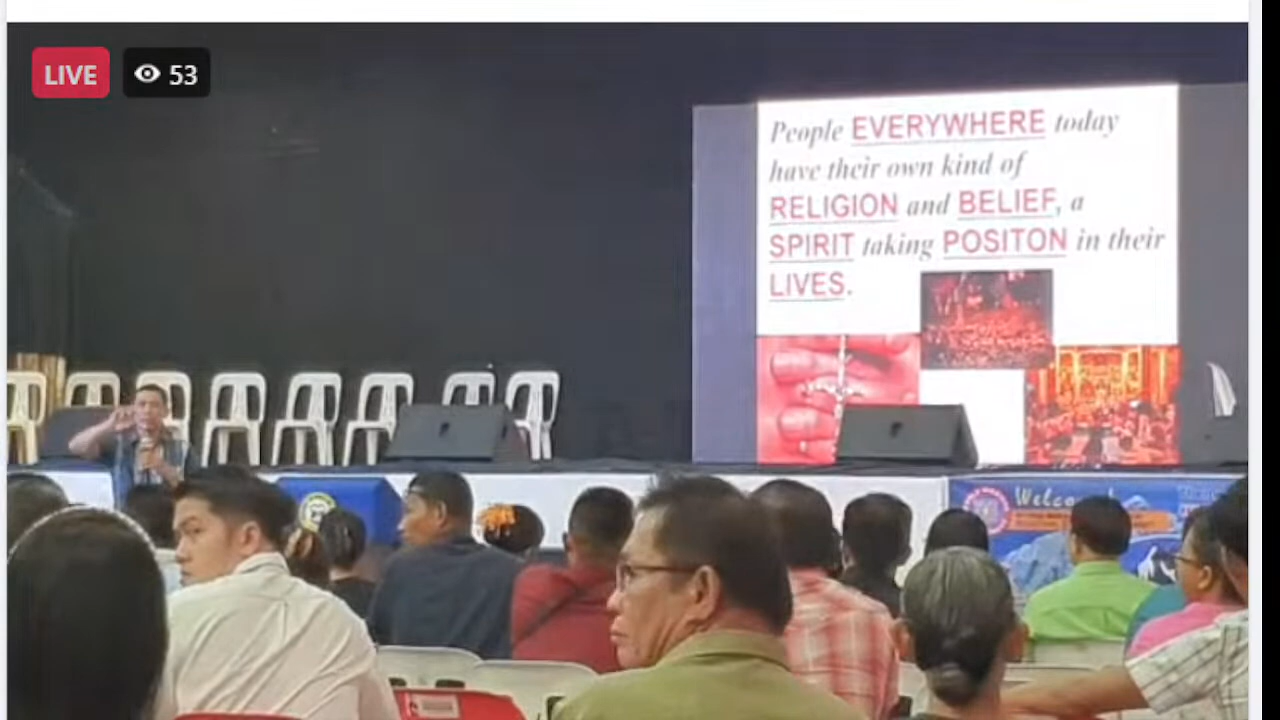 LIVE 53
People EVERYWHERE today
have their own kind of
RELIGION and BELIEF, a
SPIRIT taking POSITON in their
LIVES.
Welcome